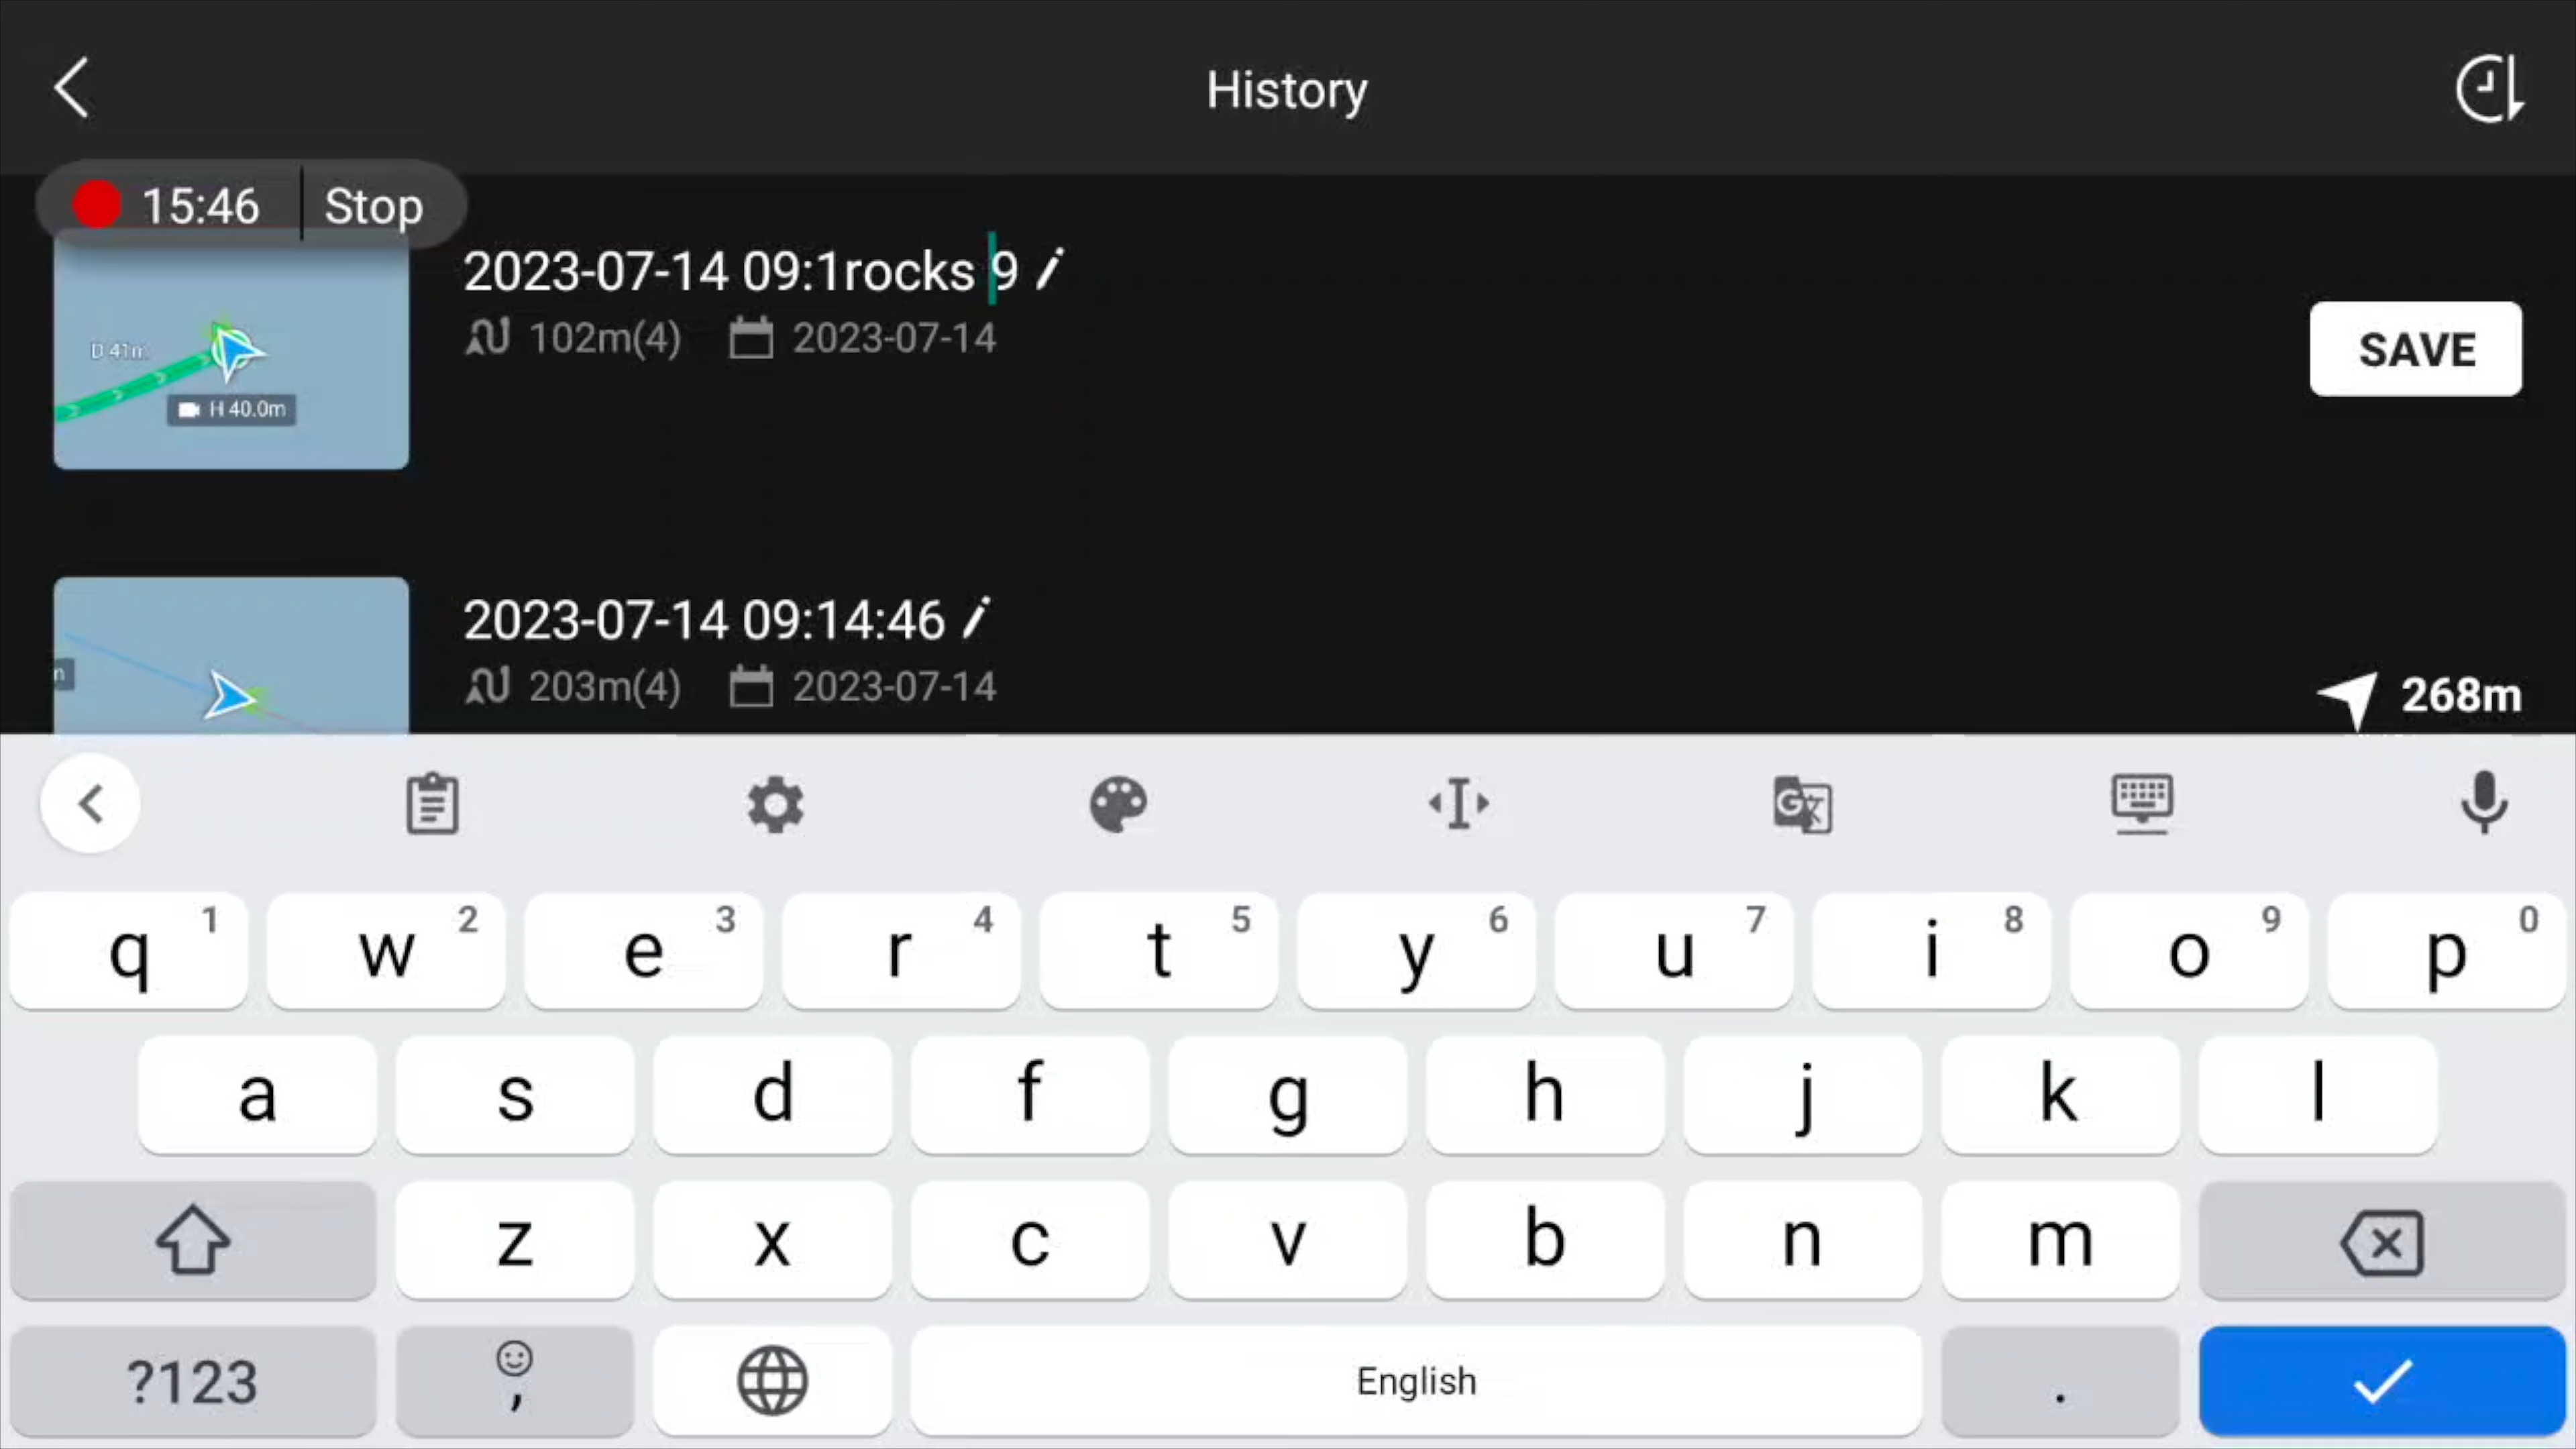 History
15:46 Stop
2023-07-14 09:1rocks 9
102m(4) 2023-07-14
SAVE
D 41m
H 40.0m
2023-07-14 09:14:46
203m(4) 2023-07-14
268m
m
q 1 w 2 e 3 r 4 t 5 y 6 u 7 i 8 o 9 p 0
a s d f g h j k l
z x c v b n m
?123 , English .